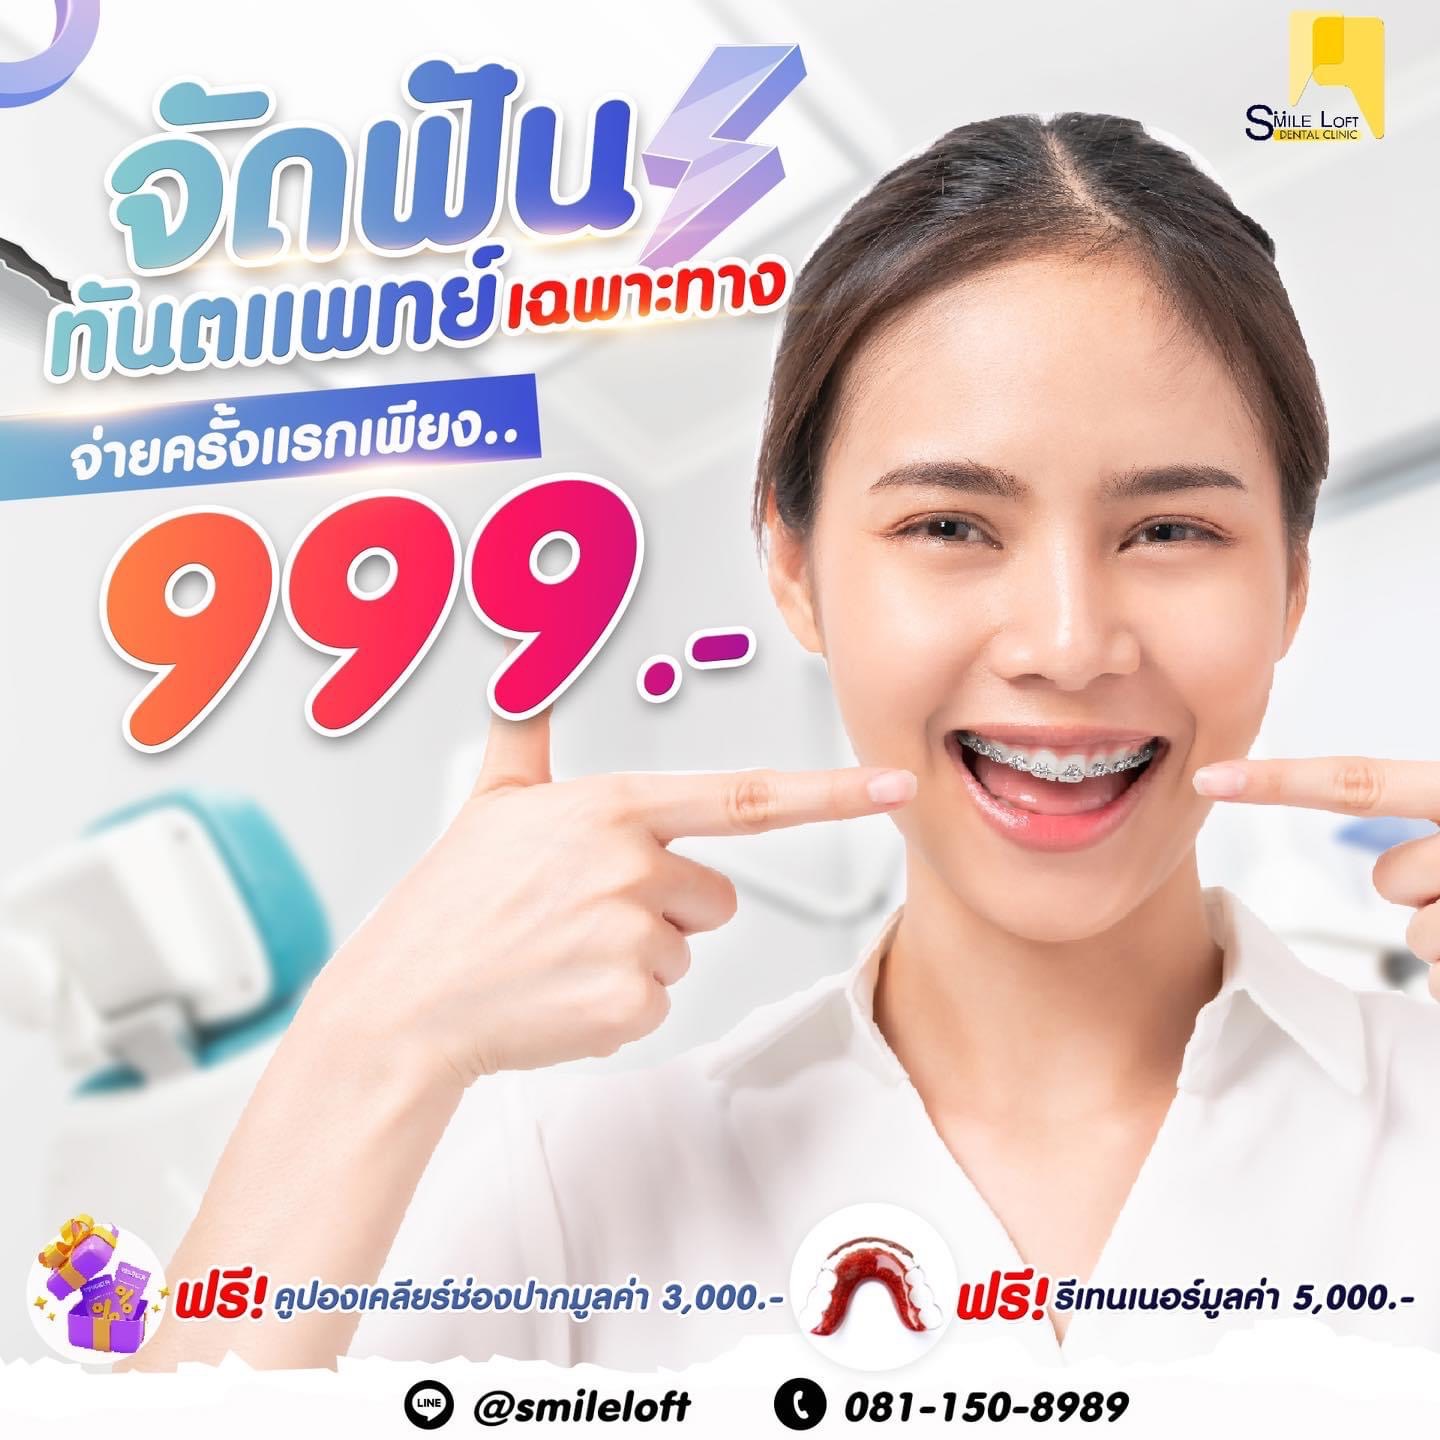 จัดฟัน
ทันตแพทย์เฉพาะทาง
จ่ายครั้งแรกเพียง..
999.-
SMILE LOFT
DENTAL CLINIC
ฟรี! คูปองเคลียร์ช่องปากมูลค่า 3,000.-
ฟรี! รีเทนเนอร์มูลค่า 5,000.-
LINE @smileloft
081-150-8989